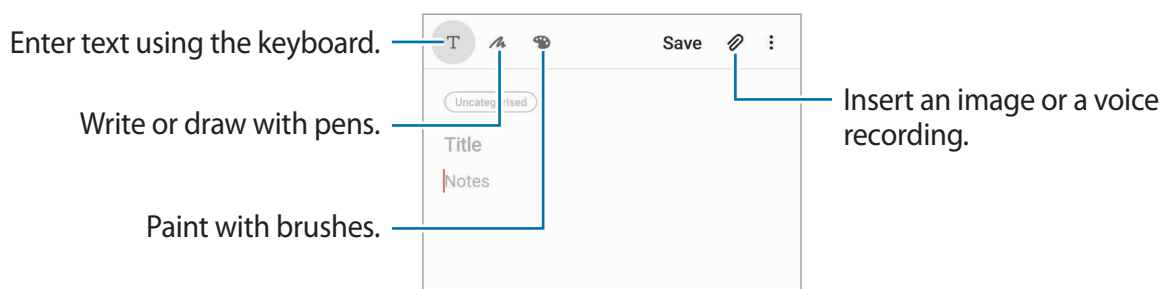 Enter text using the keyboard.
T
Save
Uncategorised
Write or draw with pens.
Insert an image or a voice
recording.
Title
Notes
Paint with brushes.